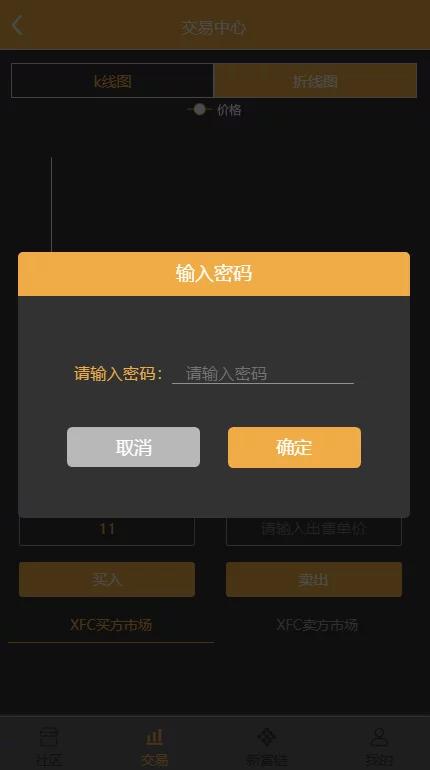 交易中心
k线图
折线图
价格
输入密码
请输入密码：
请输入密码
取消
确定
11
请输入出售单价
买入
卖出
XFC买方市场
XFC卖方市场
社区
交易
新富链
我的